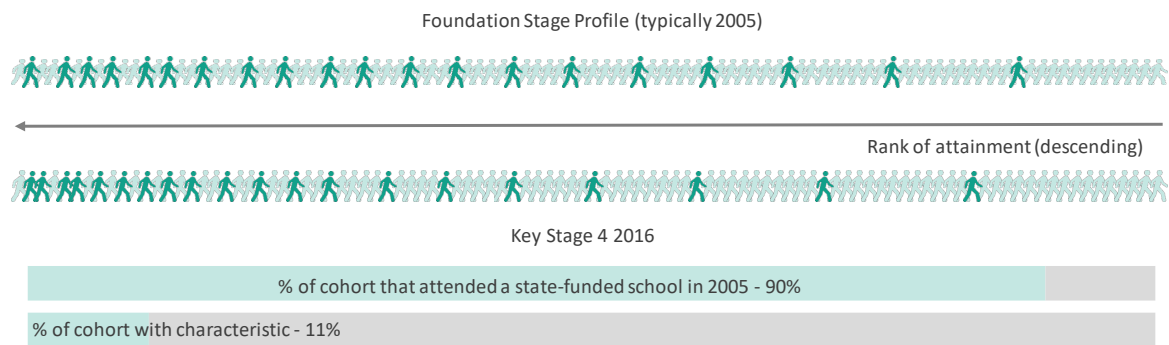 Foundation Stage Profile (typically 2005)
Rank of attainment (descending)
Key Stage 4 2016
% of cohort that attended a state-funded school in 2005 - 90%
% of cohort with characteristic - 11%